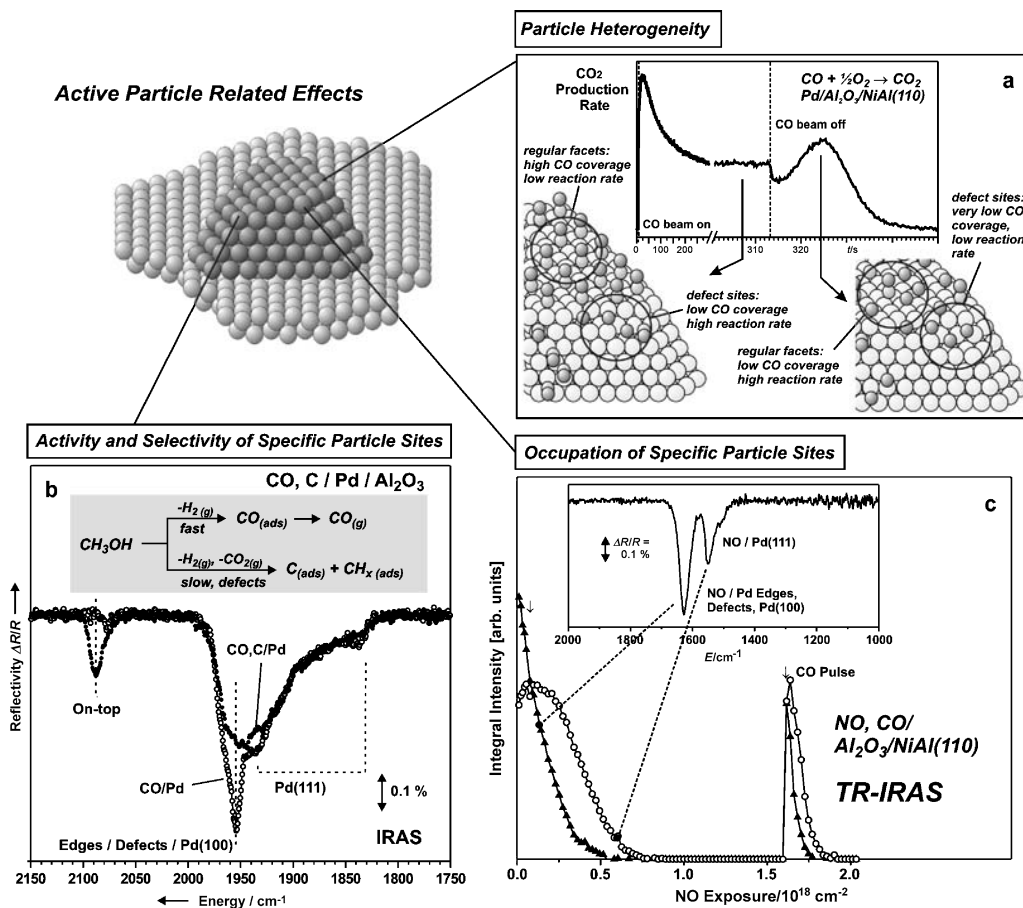 Particle Heterogeneity
Active Particle Related Effects
CO2
Production
Rate
CO + ½O2 → CO2
Pd/Al2O3/NiAl(110)
a
CO beam off
regular facets:
high CO coverage
low reaction rate
CO beam on
0 100 200 310 320 t/s
defect sites:
very low CO
coverage,
low reaction
rate
defect sites:
low CO coverage
high reaction rate
regular facets:
low CO coverage
high reaction rate
Activity and Selectivity of Specific Particle Sites
b
CO, C / Pd / Al2O3
-H2 (g)
fast
CO(ads) → CO(g)
CH3OH
-H2(g), -CO2(g)
slow, defects
C(ads) + CHx (ads)
Reflectivity ΔR/R
On-top
CO,C/Pd
CO/Pd
Pd(111)
0.1 %
IRAS
Edges / Defects / Pd(100)
2150 2100 2050 2000 1950 1900 1850 1800 1750
Energy / cm-1
Occupation of Specific Particle Sites
c
ΔR/R =
0.1 %
NO / Pd(111)
NO / Pd Edges,
Defects, Pd(100)
2000 1800 1600 1400 1200 1000
E/cm-1
CO Pulse
NO, CO/
Al2O3/NiAl(110)
TR-IRAS
Integral Intensity [arb. units]
0.0 0.5 1.0 1.5 2.0
NO Exposure/10^18 cm-2